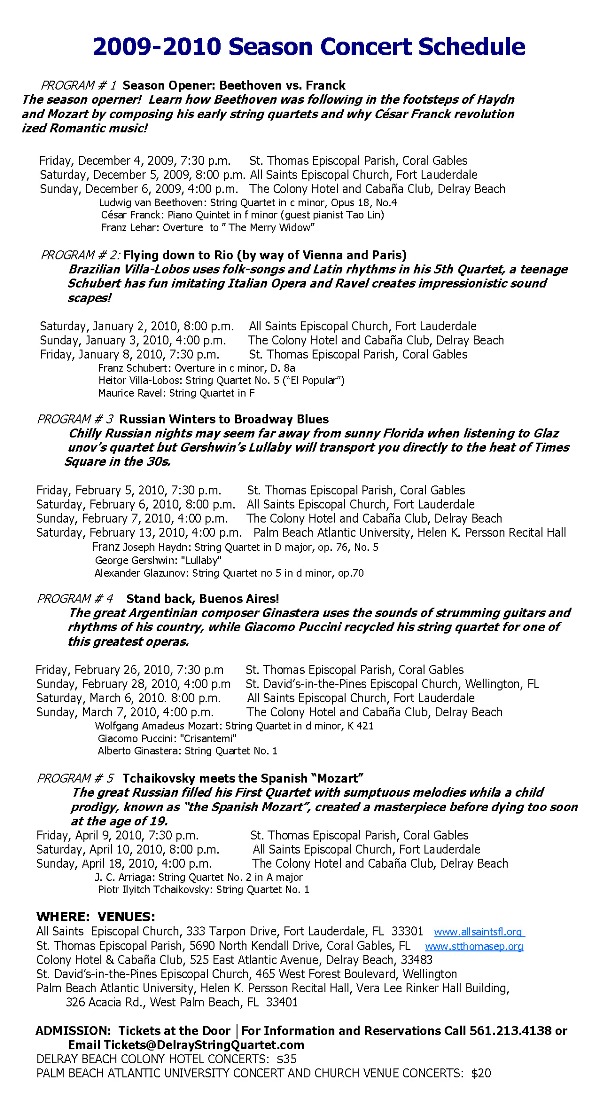 2009-2010 Season Concert Schedule
PROGRAM # 1 Season Opener: Beethoven vs. Franck
The season operner! Learn how Beethoven was following in the footsteps of Haydn
and Mozart by composing his early string quartets and why César Franck revolution
ized Romantic music!
Friday, December 4, 2009, 7:30 p.m. St. Thomas Episcopal Parish, Coral Gables
Saturday, December 5, 2009, 8:00 p.m. All Saints Episcopal Church, Fort Lauderdale
Sunday, December 6, 2009, 4:00 p.m. The Colony Hotel and Cabaña Club, Delray Beach
Ludwig van Beethoven: String Quartet in c minor, Opus 18, No.4
César Franck: Piano Quintet in f minor (guest pianist Tao Lin)
Franz Lehar: Overture to " The Merry Widow"
PROGRAM # 2: Flying down to Rio (by way of Vienna and Paris)
Brazilian Villa-Lobos uses folk-songs and Latin rhythms in his 5th Quartet, a teenage
Schubert has fun imitating Italian Opera and Ravel creates impressionistic sound
scapes!
Saturday, January 2, 2010, 8:00 p.m. All Saints Episcopal Church, Fort Lauderdale
Sunday, January 3, 2010, 4:00 p.m. The Colony Hotel and Cabaña Club, Delray Beach
Friday, January 8, 2010, 7:30 p.m. St. Thomas Episcopal Parish, Coral Gables
Franz Schubert: Overture in c minor, D. 8a
Heitor Villa-Lobos: String Quartet No. 5 ("El Popular")
Maurice Ravel: String Quartet in F
PROGRAM # 3 Russian Winters to Broadway Blues
Chilly Russian nights may seem far away from sunny Florida when listening to Glaz
unov's quartet but Gershwin's Lullaby will transport you directly to the heat of Times
Square in the 30s.
Friday, February 5, 2010, 7:30 p.m. St. Thomas Episcopal Parish, Coral Gables
Saturday, February 6, 2010, 8:00 p.m. All Saints Episcopal Church, Fort Lauderdale
Sunday, February 7, 2010, 4:00 p.m. The Colony Hotel and Cabaña Club, Delray Beach
Saturday, February 13, 2010, 4:00 p.m. Palm Beach Atlantic University, Helen K. Persson Recital Hall
Franz Joseph Haydn: String Quartet in D major, op. 76, No. 5
George Gershwin: "Lullaby"
Alexander Glazunov: String Quartet no 5 in d minor, op.70
PROGRAM # 4 Stand back, Buenos Aires!
The great Argentinian composer Ginastera uses the sounds of strumming guitars and
rhythms of his country, while Giacomo Puccini recycled his string quartet for one of
this greatest operas.
Friday, February 26, 2010, 7:30 p.m St. Thomas Episcopal Parish, Coral Gables
Sunday, February 28, 2010, 4:00 p.m St. David's-in-the-Pines Episcopal Church, Wellington, FL
Saturday, March 6, 2010. 8:00 p.m. All Saints Episcopal Church, Fort Lauderdale
Sunday, March 7, 2010, 4:00 p.m. The Colony Hotel and Cabaña Club, Delray Beach
Wolfgang Amadeus Mozart: String Quartet in d minor, K 421
Giacomo Puccini: "Crisantemi"
Alberto Ginastera: String Quartet No. 1
PROGRAM # 5 Tchaikovsky meets the Spanish "Mozart"
The great Russian filled his First Quartet with sumptuous melodies whila a child
prodigy, known as "the Spanish Mozart", created a masterpiece before dying too soon
at the age of 19.
Friday, April 9, 2010, 7:30 p.m. St. Thomas Episcopal Parish, Coral Gables
Saturday, April 10, 2010, 8:00 p.m. All Saints Episcopal Church, Fort Lauderdale
Sunday, April 18, 2010, 4:00 p.m. The Colony Hotel and Cabaña Club, Delray Beach
J. C. Arriaga: String Quartet No. 2 in A major
Piotr Ilyitch Tchaikovsky: String Quartet No. 1
WHERE: VENUES:
All Saints Episcopal Church, 333 Tarpon Drive, Fort Lauderdale, FL 33301 www.allsaintsfl.org
St. Thomas Episcopal Parish, 5690 North Kendall Drive, Coral Gables, FL www.stthomasep.org
Colony Hotel & Cabaña Club, 525 East Atlantic Avenue, Delray Beach, 33483
St. David's-in-the-Pines Episcopal Church, 465 West Forest Boulevard, Wellington
Palm Beach Atlantic University, Helen K. Persson Recital Hall, Vera Lee Rinker Hall Building,
326 Acacia Rd., West Palm Beach, FL 33401
ADMISSION: Tickets at the Door |For Information and Reservations Call 561.213.4138 or
Email Tickets@DelrayStringQuartet.com
DELRAY BEACH COLONY HOTEL CONCERTS: $35
PALM BEACH ATLANTIC UNIVERSITY CONCERT AND CHURCH VENUE CONCERTS: $20